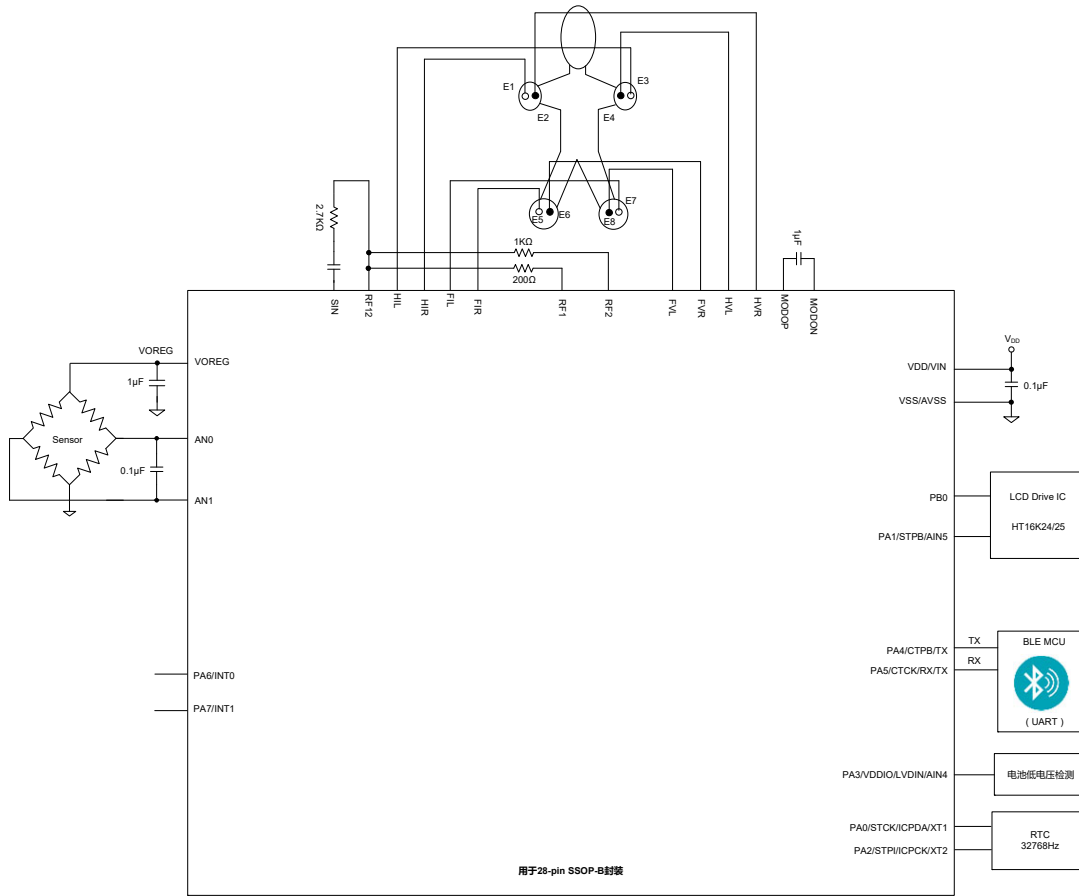 E1
E2
E3
E4
E5
E6
E7
E8
2.7KΩ
1KΩ
200Ω
1μF
SIN
RF12
HIL
HIR
FIL
FIR
RF1
RF2
FVL
FVR
HVL
HVR
MODOP
MODON
VOREG
VOREG
1μF
Sensor
AN0
0.1μF
AN1
PA6/INT0
PA7/INT1
VDD
VDD/VIN
0.1μF
VSS/AVSS
PB0
LCD Drive IC
HT16K24/25
PA1/STPB/AIN5
PA4/CTPB/TX
TX
BLE MCU
PA5/CTCK/RX/TX
RX
( UART )
PA3/VDDIO/LVDIN/AIN4
电池低电压检测
PA0/STCK/ICPDA/XT1
RTC
32768Hz
PA2/STPI/ICPCK/XT2
用于28-pin SSOP-B封装